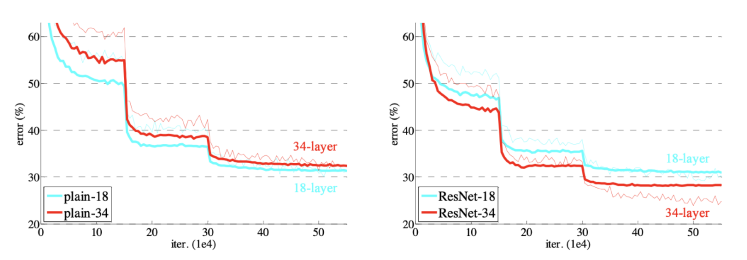 60
50
40
30
20
error (%)
0
10
20
30
40
50
iter. (1e4)
34-layer
18-layer
plain-18
plain-34
60
50
40
30
20
error (%)
0
10
20
30
40
50
iter. (1e4)
18-layer
34-layer
ResNet-18
ResNet-34